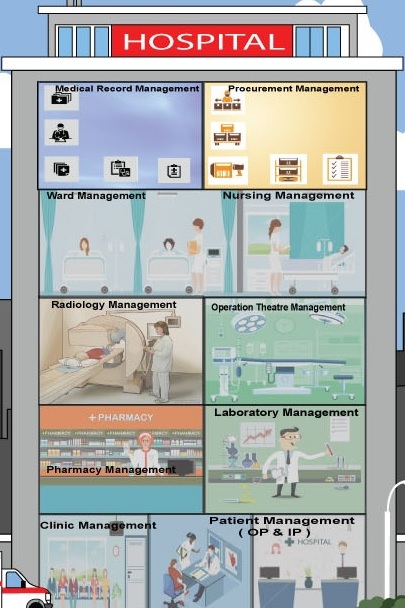 HOSPITAL
Medical Record Management
Procurement Management
Ward Management
Nursing Management
Radiology Management
Operation Theatre Management
+ PHARMACY
Pharmacy Management
Laboratory Management
Clinic Management
Patient Management
( OP & IP )
HOSPITAL